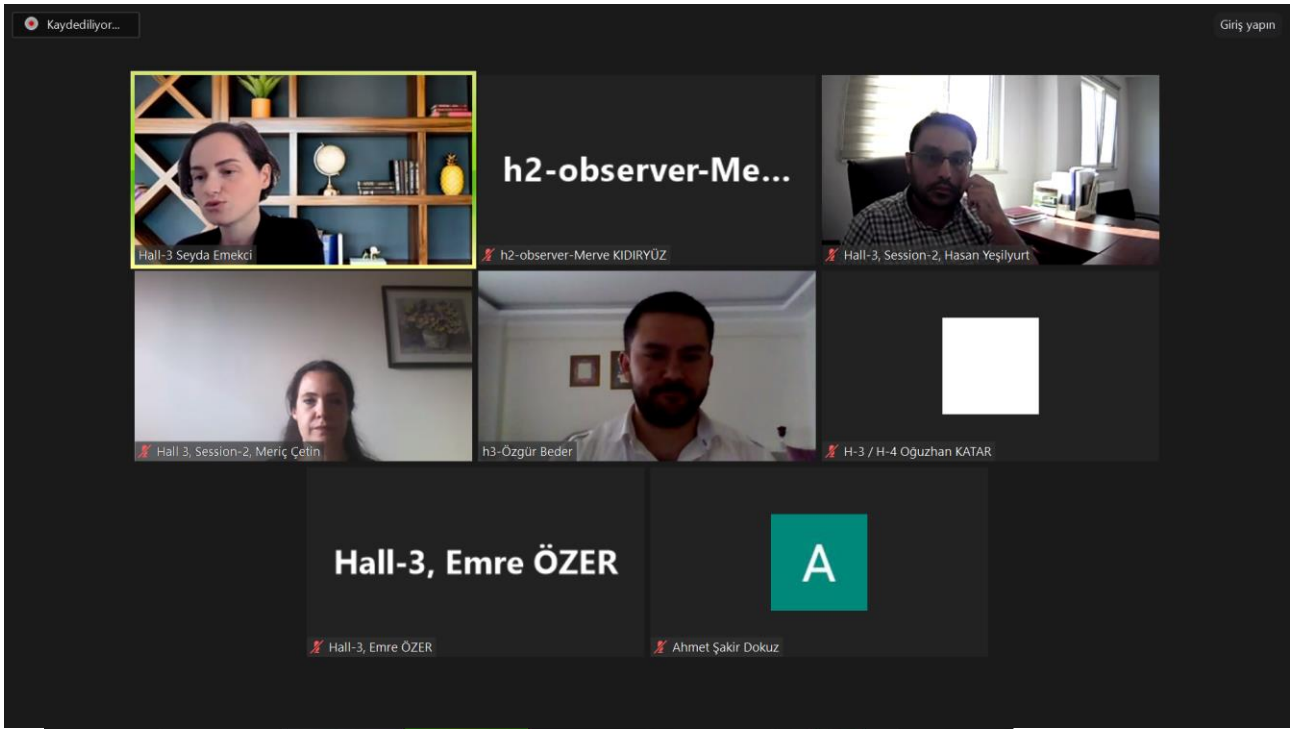 Kaydediliyor...
Giriş yapın
Hall-3 Seyda Emekci
h2-observer-Me...
h2-observer-Merve KIDIRYÜZ
Hall-3, Session-2, Hasan Yeşilyurt
Hall 3, Session-2, Meriç Çetin
h3-Özgür Beder
H-3 / H-4 Oğuzhan KATAR
Hall-3, Emre ÖZER
Hall-3, Emre ÖZER
A
Ahmet Şakir Dokuz